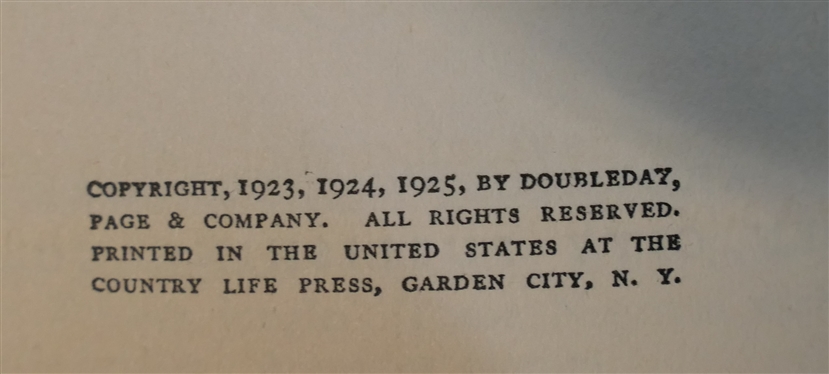 COPYRIGHT, 1923, 1924, 1925, BY DOUBLEDAY,
PAGE & COMPANY. ALL RIGHTS RESERVED.
PRINTED IN THE UNITED STATES AT THE
COUNTRY LIFE PRESS, GARDEN CITY, N. Y.